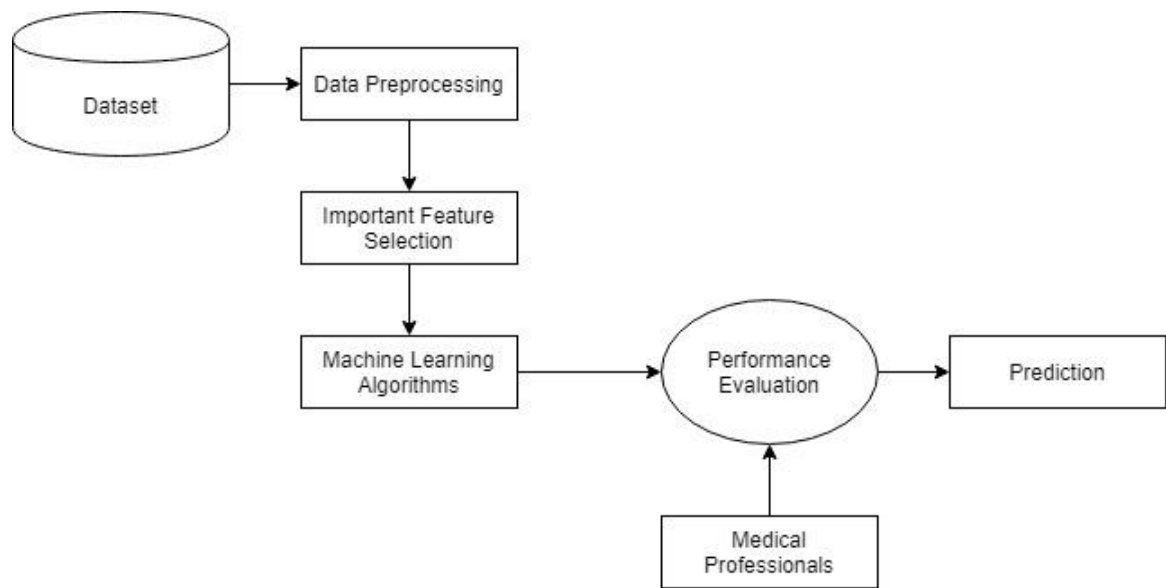 Dataset
Data Preprocessing
Important Feature
Selection
Machine Learning
Algorithms
Performance
Evaluation
Prediction
Medical
Professionals